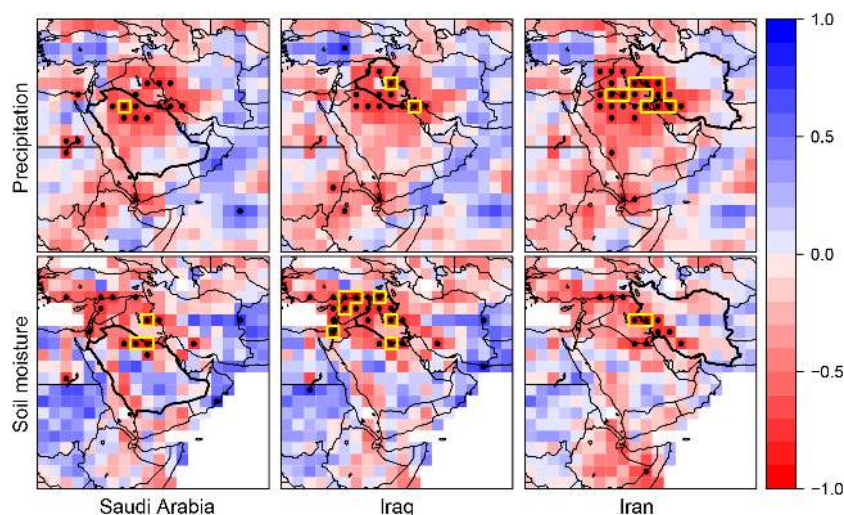 Precipitation
Soil moisture
Saudi Arabia
Iraq
Iran
1.0
0.5
0.0
−0.5
−1.0